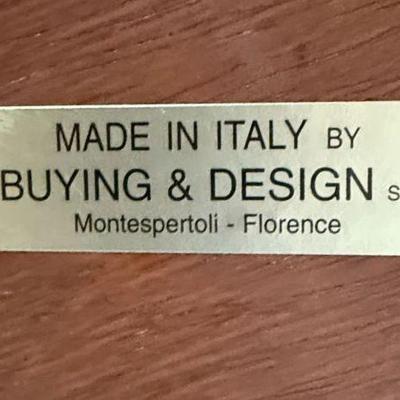 MADE IN ITALY BY
BUYING & DESIGN S
Montespertoli - Florence